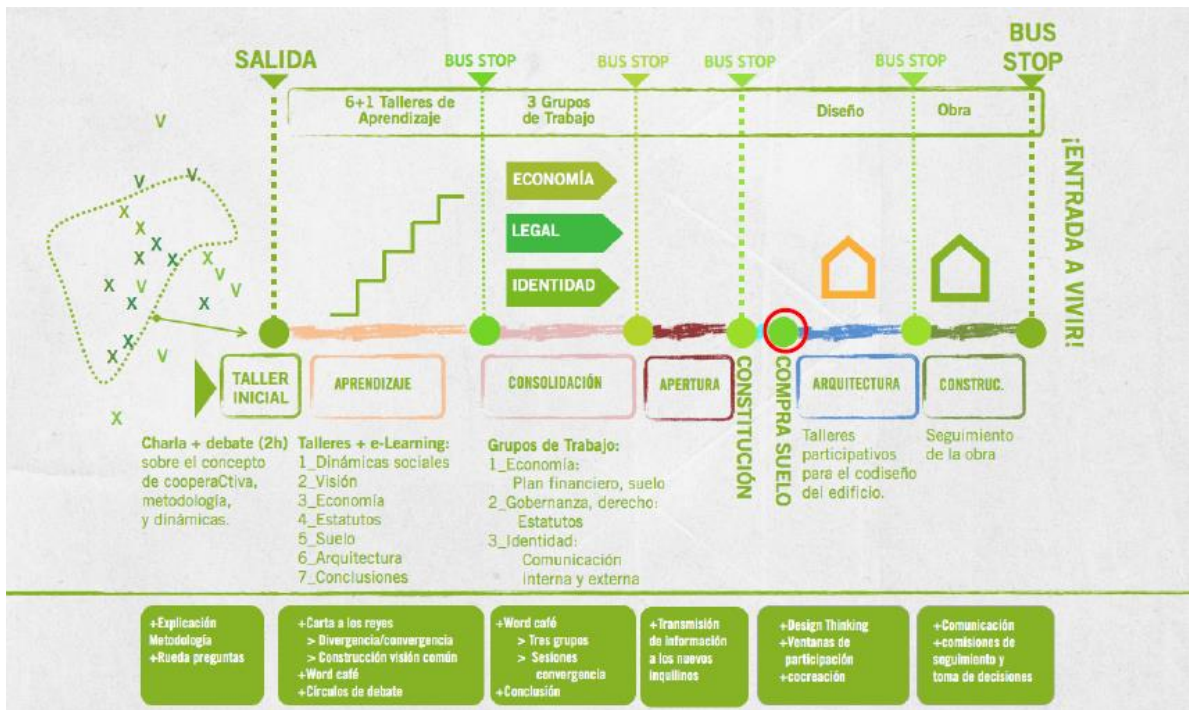 SALIDA
BUS STOP
BUS STOP
BUS STOP
BUS STOP
BUS
STOP
6+1 Talleres de
Aprendizaje
3 Grupos
de Trabajo
Diseño
Obra
ECONOMÍA
LEGAL
IDENTIDAD
¡ENTRADA A VIVIR!
V
V
V
X
X
V
X
X
X
X
V
X
V
V
X
X
X
X
V
X
TALLER
INICIAL
APRENDIZAJE
CONSOLIDACIÓN
APERTURA
CONSTITUCIÓN
COMPRA SUELO
ARQUITECTURA
CONSTRUC.
Charla + debate (2h)
sobre el concepto
de cooperaCtiva,
metodología,
y dinámicas.
Talleres + e-Learning:
1_Dinámicas sociales
2_Visión
3_Economía
4_Estatutos
5_Suelo
6_Arquitectura
7_Conclusiones
Grupos de Trabajo:
1_Economía:
Plan financiero, suelo
2_Gobernanza, derecho:
Estatutos
3_Identidad:
Comunicación
interna y externa
Talleres
participativos
para el codiseño
del edificio.
Seguimiento
de la obra
+Explicación
Metodología
+Rueda preguntas
+Carta a los reyes
> Divergencia/convergencia
> Construcción visión común
+Word café
+Círculos de debate
+Word café
> Tres grupos
> Sesiones
convergencia
+Conclusión
+Transmisión
de información
a los nuevos
inquilinos
+Design Thinking
+Ventanas de
participación
+cocreación
+Comunicación
+comisiones de
seguimiento y
toma de decisiones